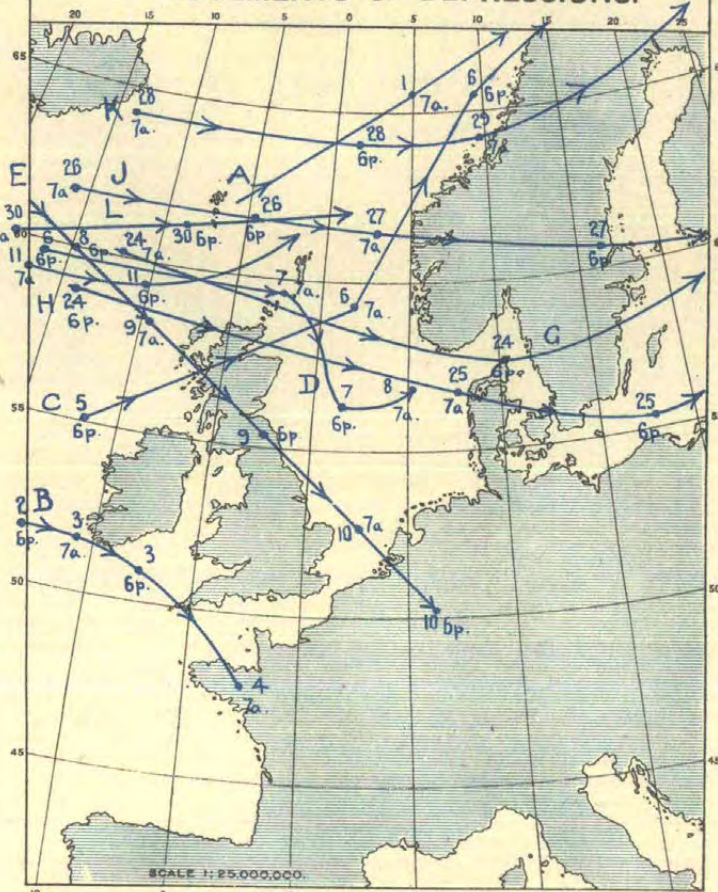 MOVEMENTS OF DEPRESSIONS.
20 15 10 5 0 5 10 15 20 25
65
1
6
28
7a.
6p.
K
7a.
29
7
28
6p.
E
26
J
A
7a
26
27
L
30
6p
7a
27
a
30 6p.
6p.
6
8
24
6p.
6p
7a.
11
7a
11
6p.
7
7a.
6
7a.
H
24
6p.
9
7a.
G
24
6p.
D
7
6p.
8
7a.
25
7a
25
6p.
55
C
5
6p.
9
6p.
2
B
6p.
3
7a.
3
6p.
10
7a
50
10 6p.
4
7a.
45
SCALE 1:25,000,000.